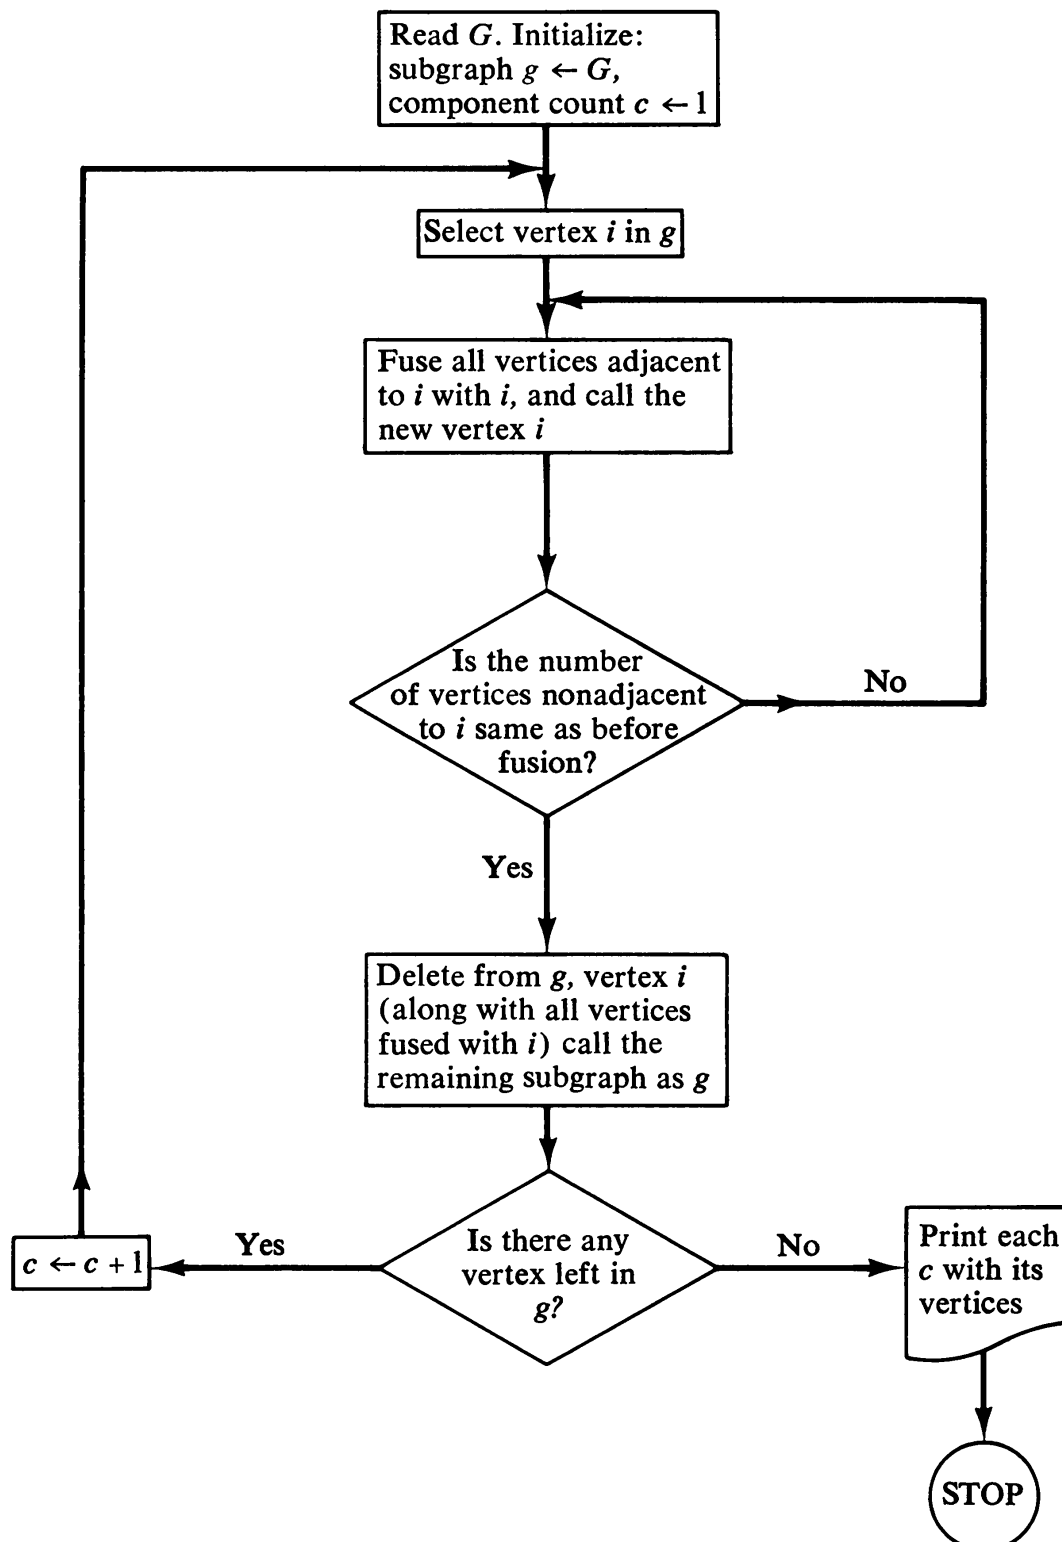 Read G. Initialize:
subgraph g ← G,
component count c ← 1
Select vertex i in g
Fuse all vertices adjacent
to i with i, and call the
new vertex i
Is the number
of vertices nonadjacent
to i same as before
fusion?
No
Yes
Delete from g, vertex i
(along with all vertices
fused with i) call the
remaining subgraph as g
Is there any
vertex left in
g?
Yes
c ← c + 1
No
Print each
c with its
vertices
STOP